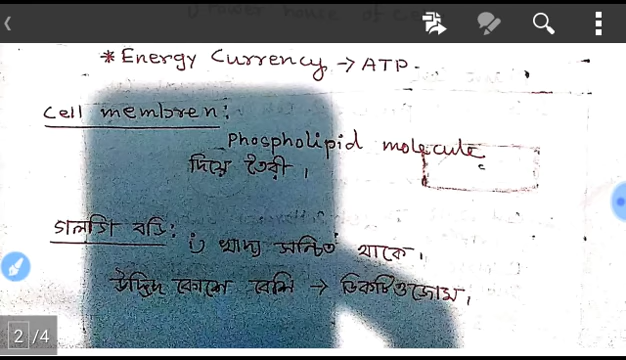 * Energy Currency → ATP.
Cell membren:
Phospholipid molecule
দিয়ে তৈরী।
গলগি বডি: i) খাদ্য সঞ্চিত থাকে।
উদ্ভিদ কোশে বেশি → ডিকটিওজোম।
2 /4